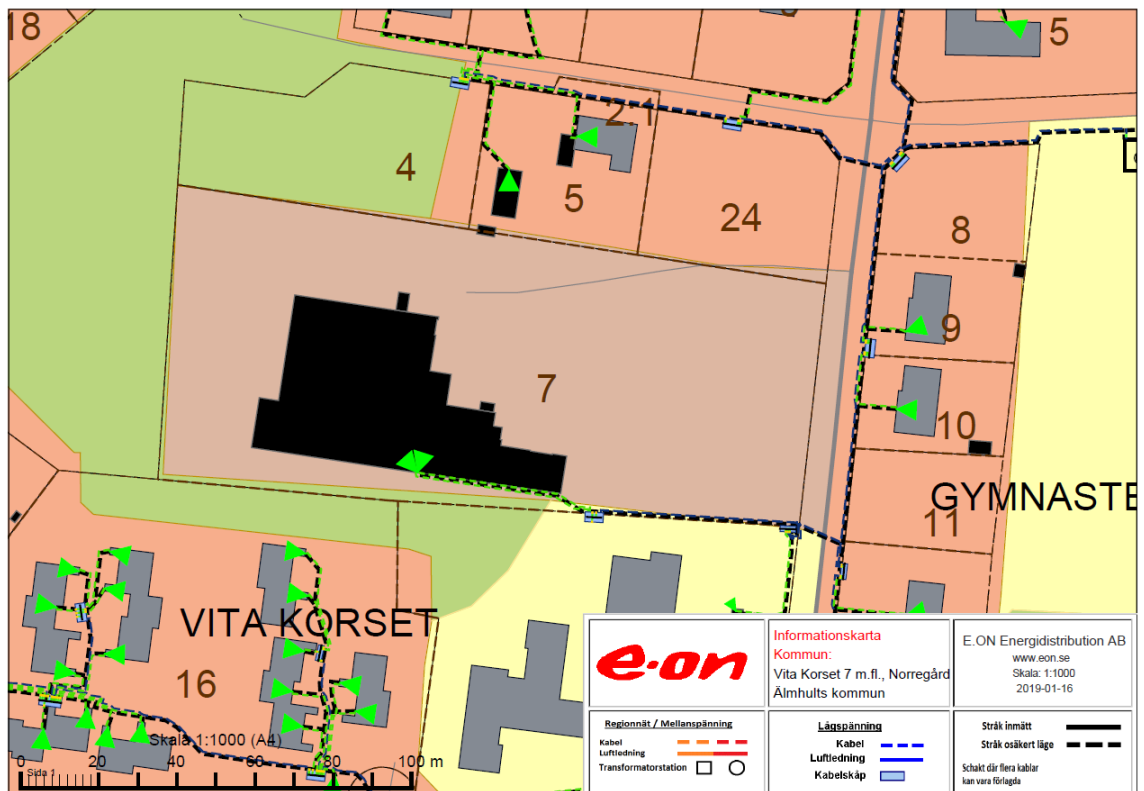 18
5
2:1
4
5
24
8
9
7
10
11
GYMNASTE
VITA KORSET
16
Skala 1:1000 (A4)
0 20 40 60 80 100 m
Sida 1
e·on
Informationskarta
Kommun:
Vita Korset 7 m.fl., Norregård
Älmhults kommun
E.ON Energidistribution AB
www.eon.se
Skala: 1:1000
2019-01-16
Regionnät / Mellanspänning
Kabel
Luftledning
Transformatorstation
Lågspänning
Kabel
Luftledning
Kabelskåp
Stråk inmätt
Stråk osäkert läge
Schakt där flera kablar
kan vara förlagda